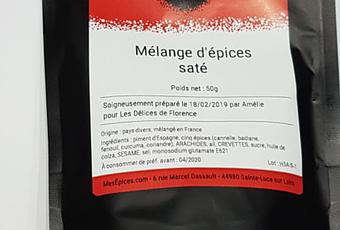 Mélange d'épices
saté
Poids net : 50g
Soigneusement préparé le 18/02/2019 par Amélie
pour Les Délices de Florence
Origine : pays divers, mélangé en France
Ingrédients : piment d'Espagne, cinq épices (cannelle, badiane,
fenouil, curcuma, coriandre), ARACHIDES, ail, CREVETTES, sucre, huile de
colza, SESAME, sel, monosodium glutamate E621
À consommer de préf. avant : 04/2020
Lot : H3A-5-1
MesEpices.com - 6 rue Marcel Dassault - 44980 Sainte-Luce sur Loire